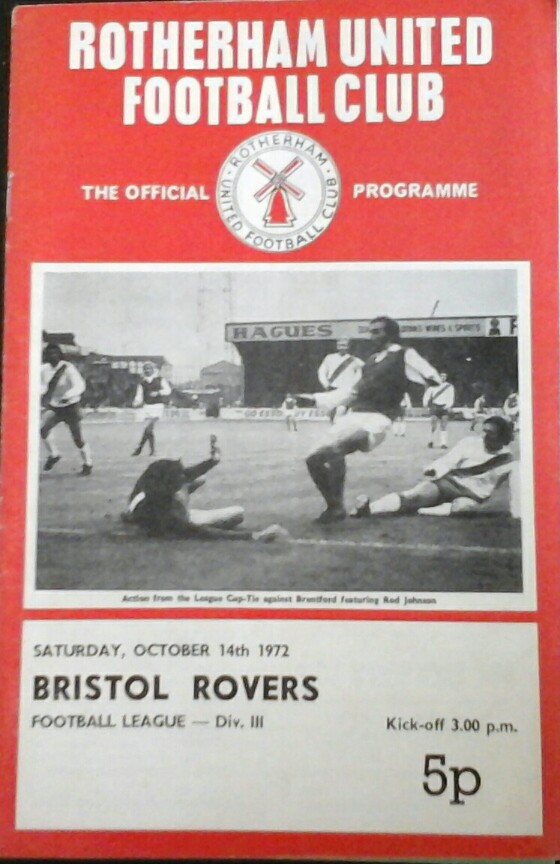 ROTHERHAM UNITED
FOOTBALL CLUB
THE OFFICIAL
ROTHERHAM
UNITED FOOTBALL CLUB
PROGRAMME
HAGUES
WINES & SPIRITS
Action from the League Cup-Tie against Brentford featuring Rod Johnson
SATURDAY, OCTOBER 14th 1972
BRISTOL ROVERS
FOOTBALL LEAGUE — Div. III
Kick-off 3.00 p.m.
5p